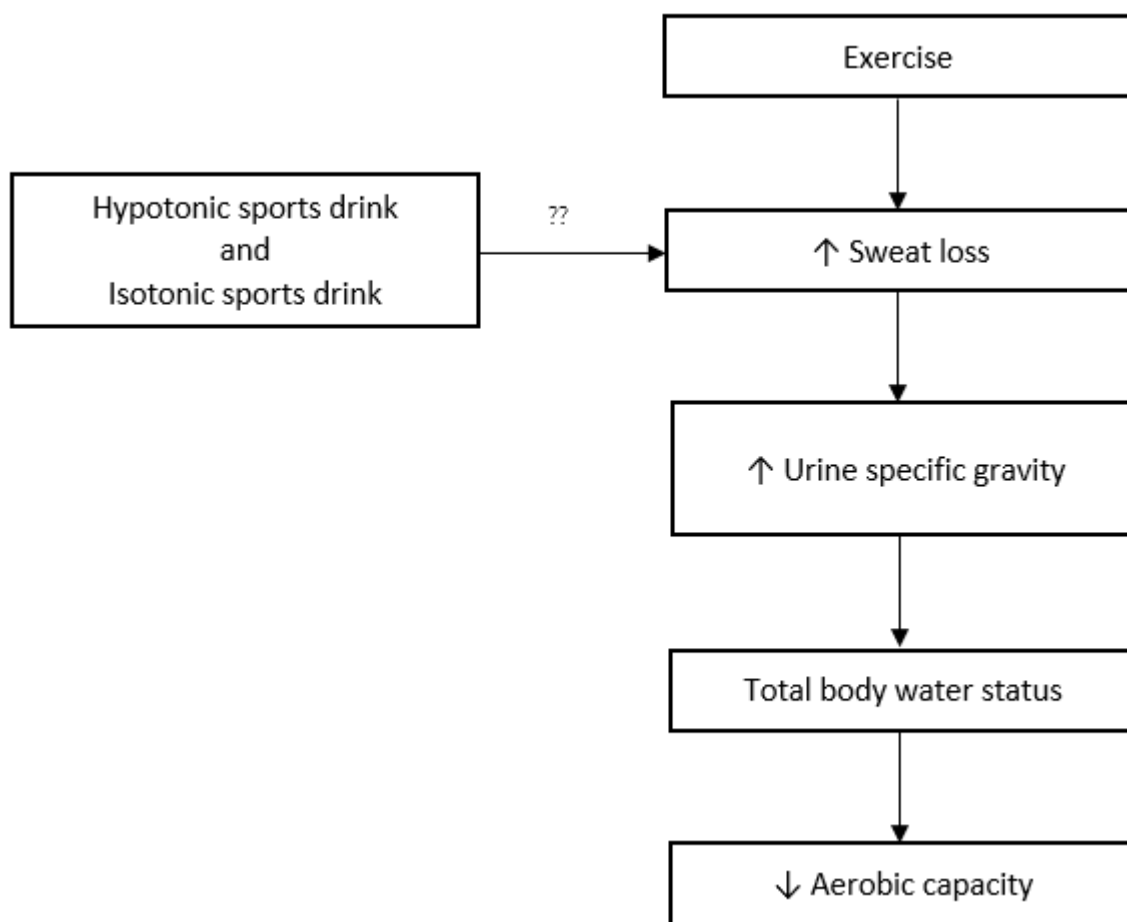 Exercise
Hypotonic sports drink
and
Isotonic sports drink
??
↑ Sweat loss
↑ Urine specific gravity
Total body water status
↓ Aerobic capacity